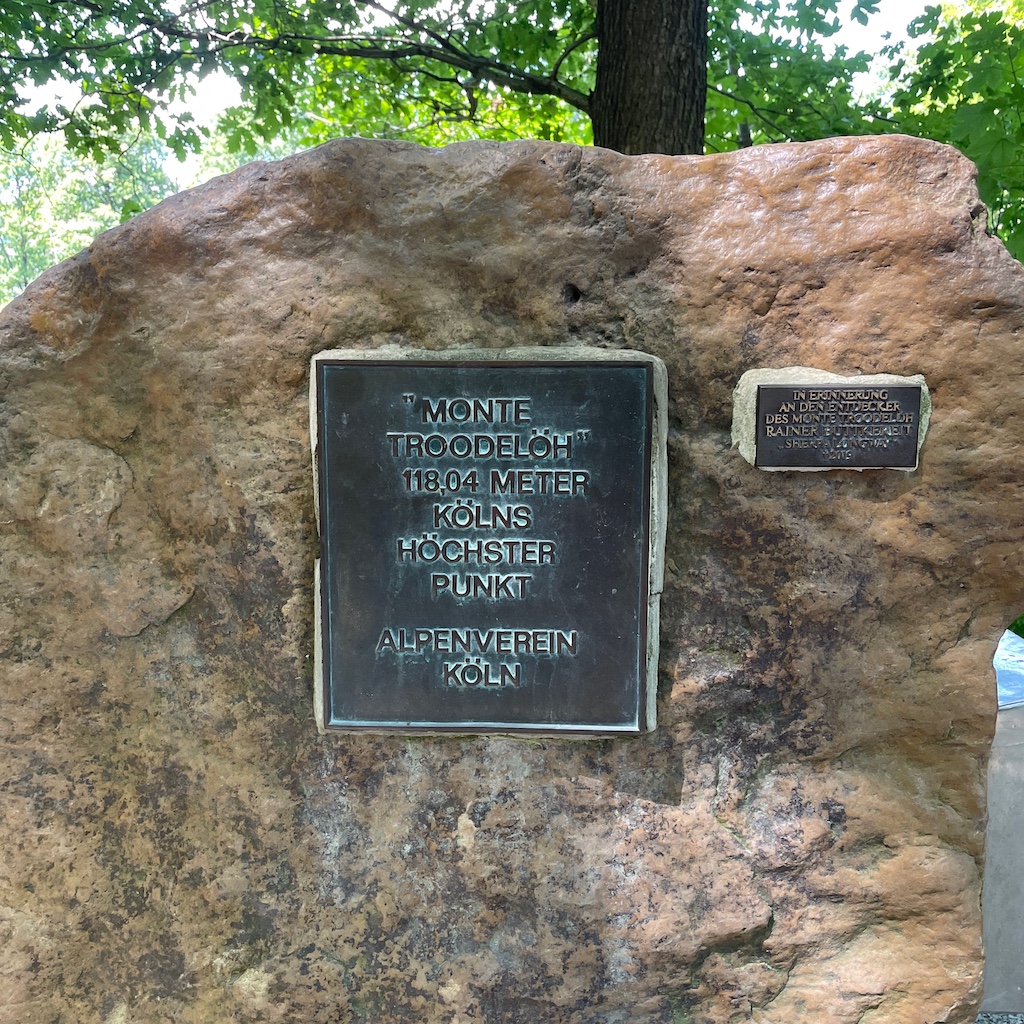 "MONTE
TROODELÖH"
118,04 METER
KÖLNS
HÖCHSTER
PUNKT
ALPENVEREIN
KÖLN
IN ERINNERUNG
AN DEN ENTDECKER
DES MONTE TROODELÖH
RAINER